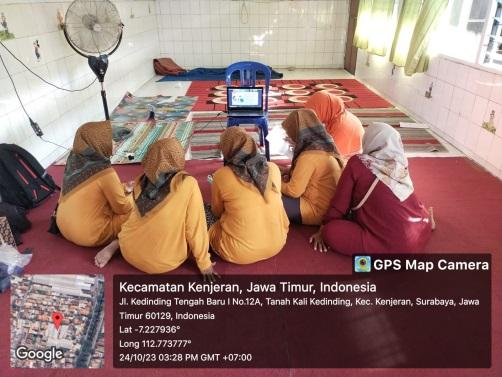 GPS Map Camera
Kecamatan Kenjeran, Jawa Timur, Indonesia
Jl. Kedinding Tengah Baru I No.12A, Tanah Kali Kedinding, Kec. Kenjeran, Surabaya, Jawa
Timur 60129, Indonesia
Lat -7.227936°
Long 112.773777°
24/10/23 03:28 PM GMT +07:00
Google